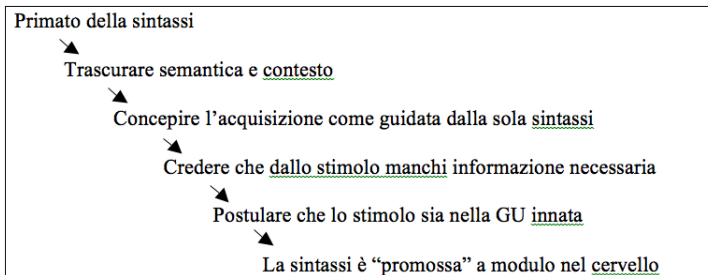 Primato della sintassi
Trascurare semantica e contesto
Concepire l'acquisizione come guidata dalla sola sintassi
Credere che dallo stimolo manchi informazione necessaria
Postulare che lo stimolo sia nella GU innata
La sintassi è “promossa” a modulo nel cervello